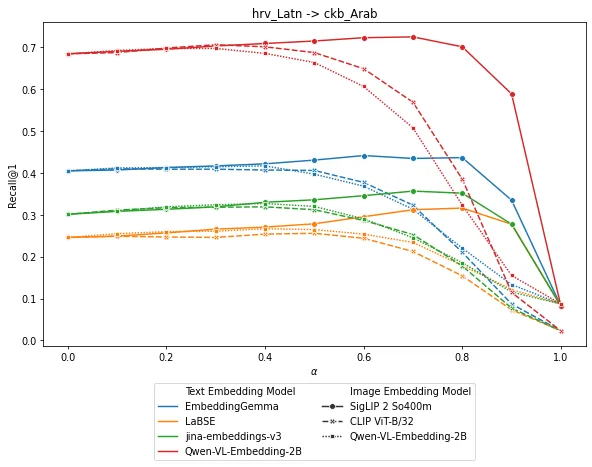 hrv_Latn -> ckb_Arab
Recall@1
0.7
0.6
0.5
0.4
0.3
0.2
0.1
0.0
0.0 0.2 0.4 0.6 0.8 1.0
α
Text Embedding Model Image Embedding Model
EmbeddingGemma SigLIP 2 So400m
LaBSE CLIP ViT-B/32
jina-embeddings-v3 Qwen-VL-Embedding-2B
Qwen-VL-Embedding-2B